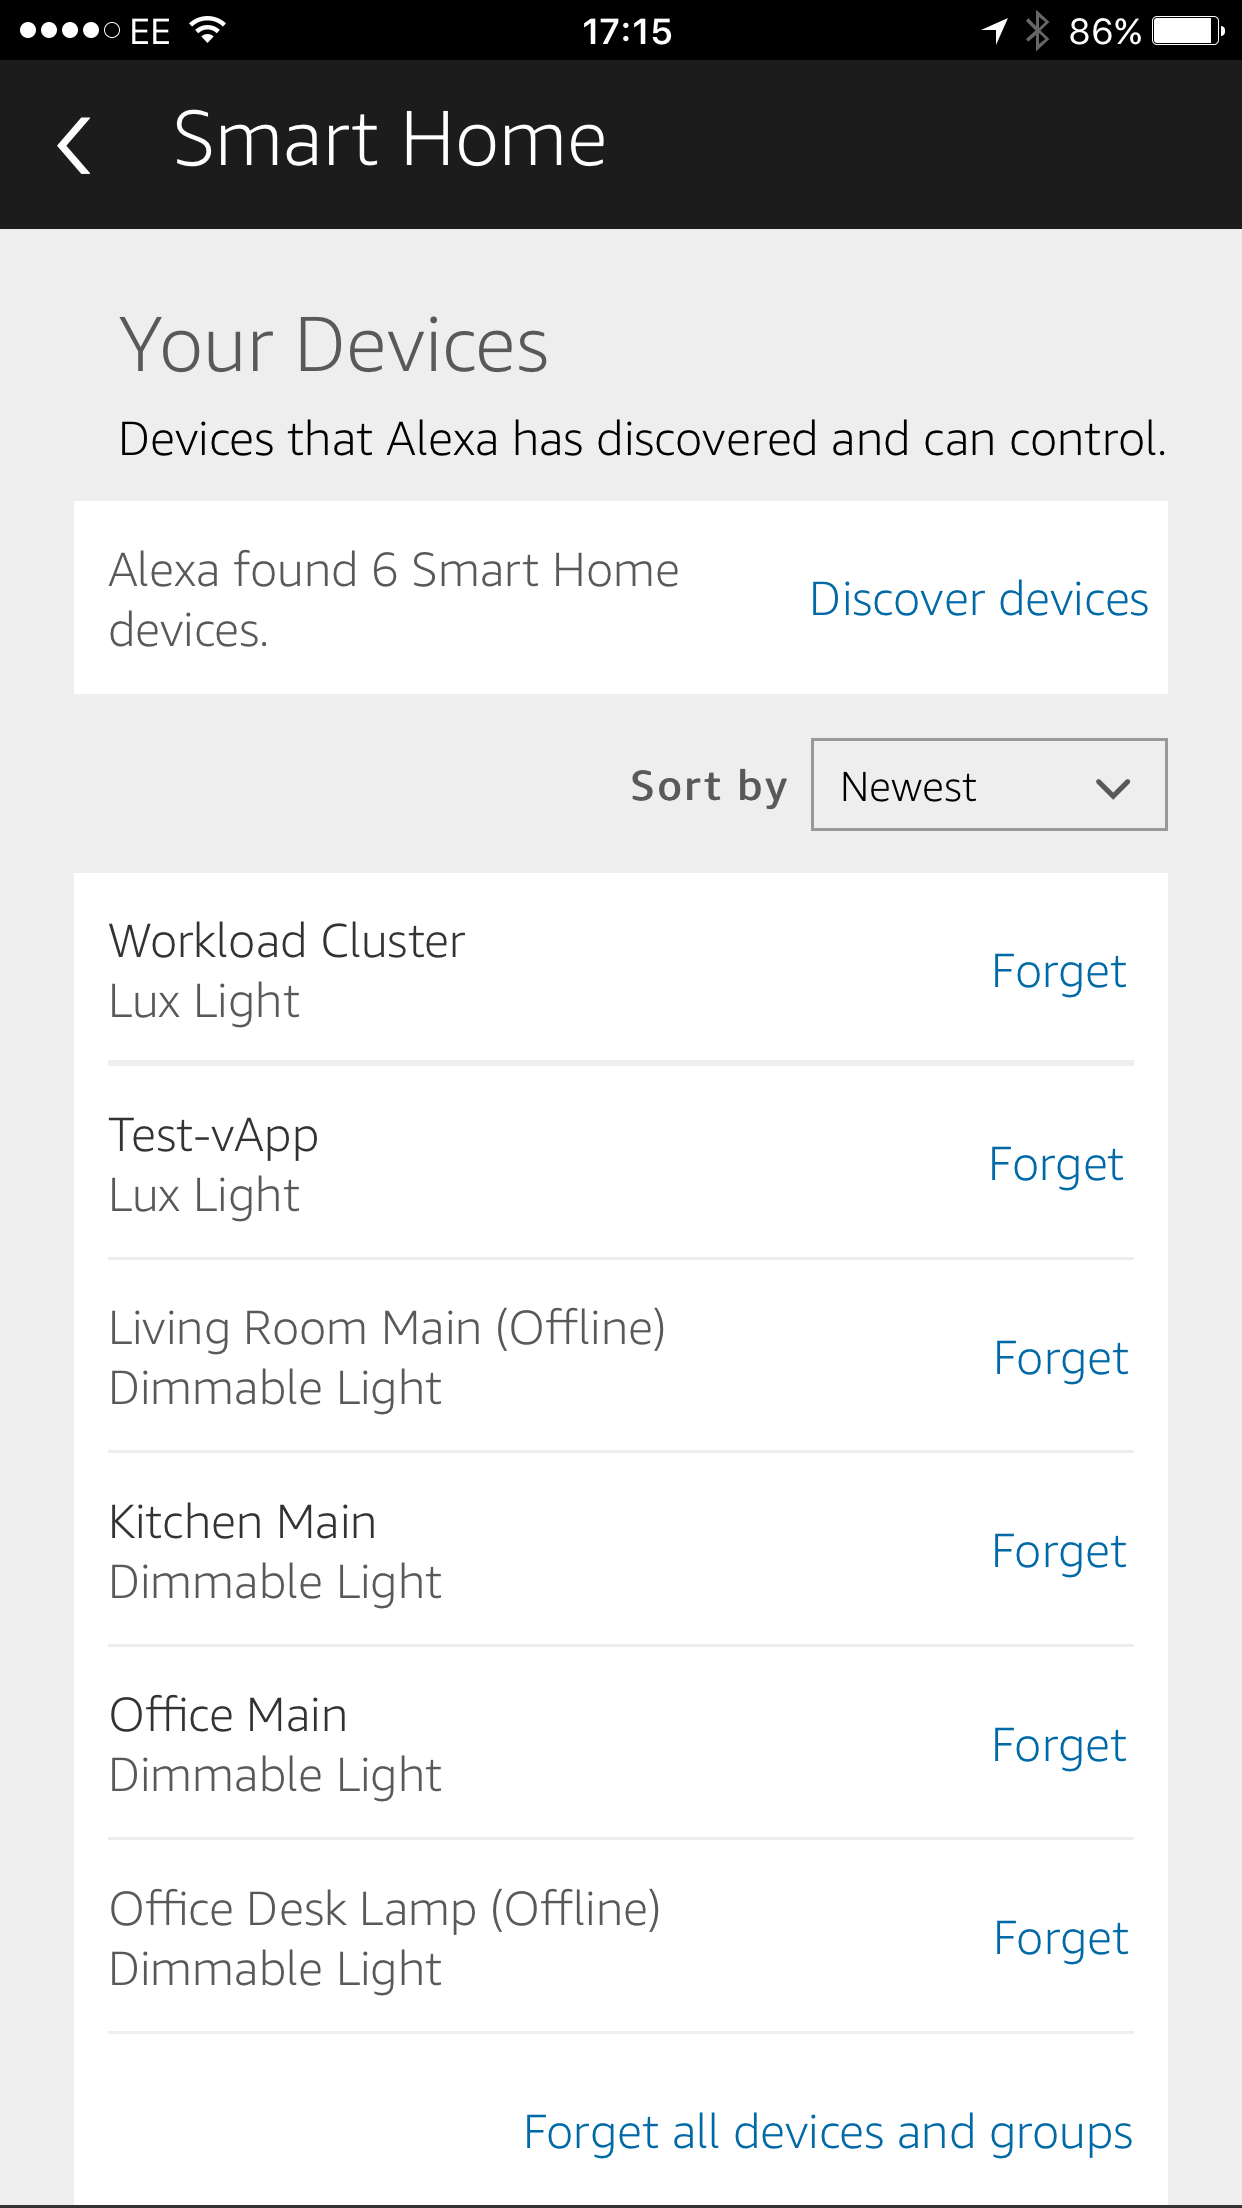 EE 17:15 86%
Smart Home
Your Devices
Devices that Alexa has discovered and can control.
Alexa found 6 Smart Home
devices.
Discover devices
Sort by Newest
Workload Cluster
Lux Light
Forget
Test-vApp
Lux Light
Forget
Living Room Main (Offline)
Dimmable Light
Forget
Kitchen Main
Dimmable Light
Forget
Office Main
Dimmable Light
Forget
Office Desk Lamp (Offline)
Dimmable Light
Forget
Forget all devices and groups